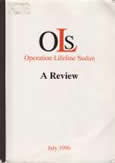 OLS
Operation Lifeline Sudan
A Review
July 1996